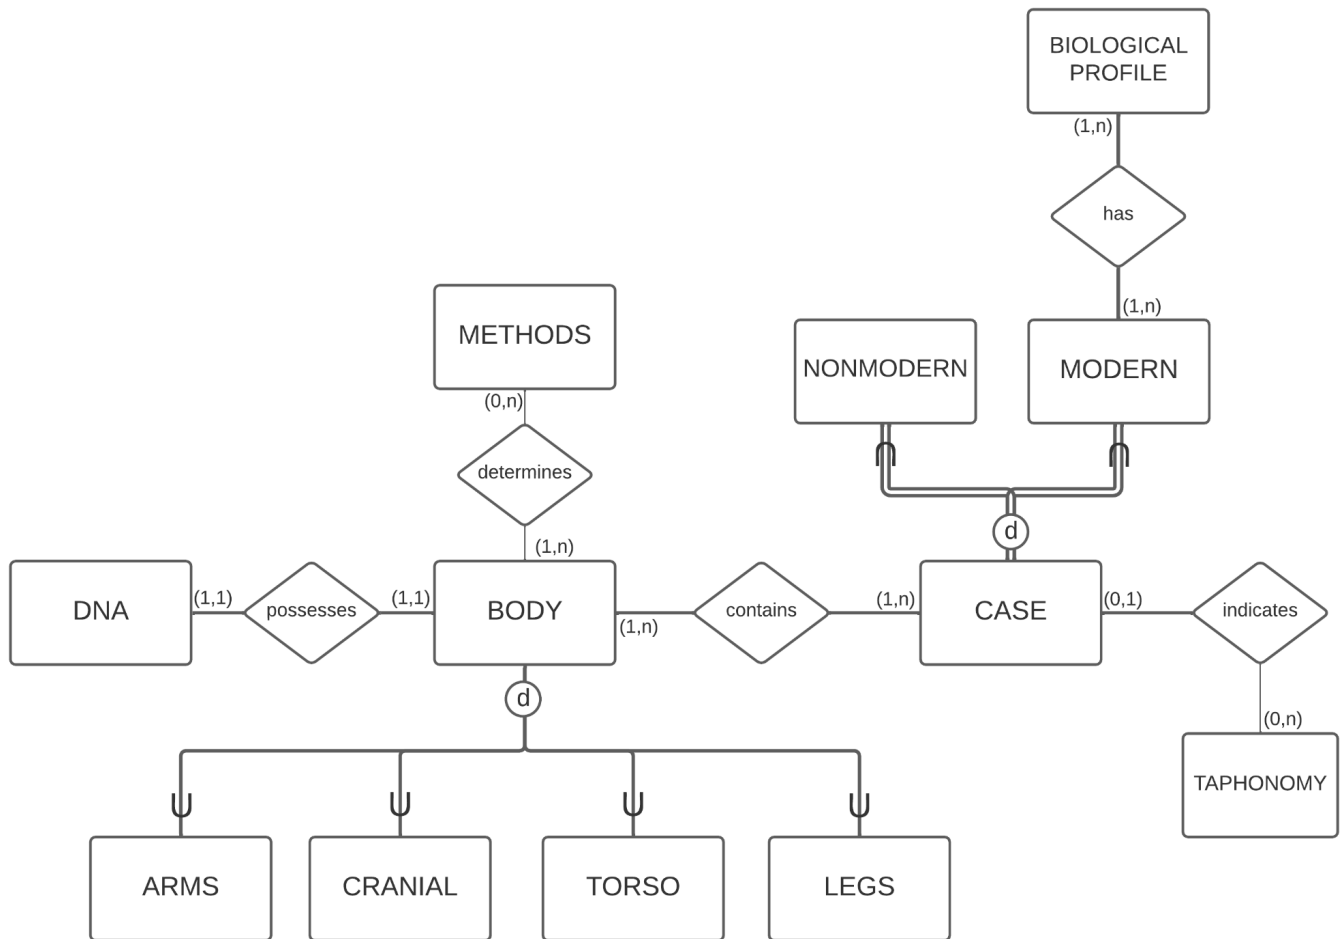 BIOLOGICAL
PROFILE
(1,n)
has
(1,n)
METHODS
NONMODERN
MODERN
(0,n)
determines
d
(1,n)
DNA
(1,1)
possesses
(1,1)
BODY
(1,n)
contains
(1,n)
CASE
(0,1)
indicates
d
(0,n)
TAPHONOMY
ARMS
CRANIAL
TORSO
LEGS